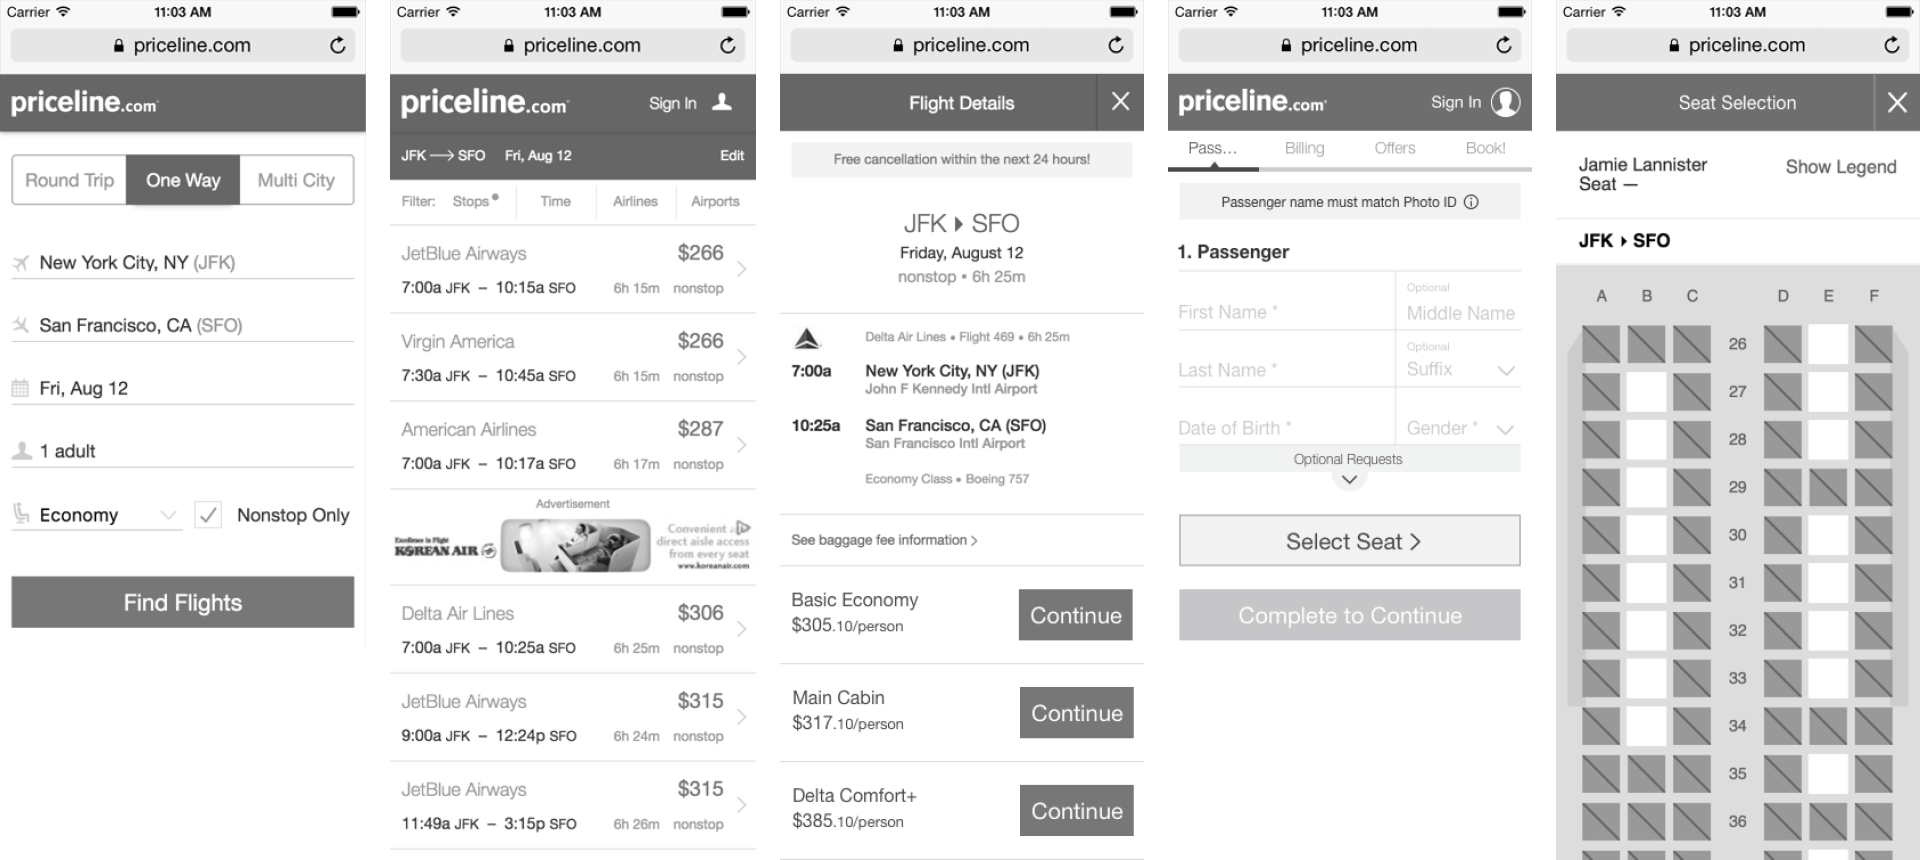 Carrier 11:03 AM
priceline.com
priceline.com
Round Trip One Way Multi City
New York City, NY (JFK)
San Francisco, CA (SFO)
Fri, Aug 12
1 adult
Economy Nonstop Only
Find Flights
Carrier 11:03 AM
priceline.com
priceline.com Sign In
JFK → SFO Fri, Aug 12 Edit
Filter: Stops Time Airlines Airports
JetBlue Airways $266
7:00a JFK – 10:15a SFO 6h 15m nonstop
Virgin America $266
7:30a JFK – 10:45a SFO 6h 15m nonstop
American Airlines $287
7:00a JFK – 10:17a SFO 6h 17m nonstop
Advertisement
Excellence in Flight
KOREAN AIR
Convenient
direct aisle access
from every seat
www.koreanair.com
Delta Air Lines $306
7:00a JFK – 10:25a SFO 6h 25m nonstop
JetBlue Airways $315
9:00a JFK – 12:24p SFO 6h 24m nonstop
JetBlue Airways $315
11:49a JFK – 3:15p SFO 6h 26m nonstop
Carrier 11:03 AM
priceline.com
Flight Details
Free cancellation within the next 24 hours!
JFK ▸ SFO
Friday, August 12
nonstop • 6h 25m
Delta Air Lines • Flight 469 • 6h 25m
7:00a New York City, NY (JFK)
John F Kennedy Intl Airport
10:25a San Francisco, CA (SFO)
San Francisco Intl Airport
Economy Class • Boeing 757
See baggage fee information >
Basic Economy
$305.10/person Continue
Main Cabin
$317.10/person Continue
Delta Comfort+
$385.10/person Continue
Carrier 11:03 AM
priceline.com
priceline.com Sign In
Pass... Billing Offers Book!
Passenger name must match Photo ID
1. Passenger
Optional
First Name * Middle Name
Optional
Last Name * Suffix
Date of Birth * Gender *
Optional Requests
Select Seat >
Complete to Continue
Carrier 11:03 AM
priceline.com
Seat Selection
Jamie Lannister Show Legend
Seat —
JFK ▸ SFO
A B C D E F
26
27
28
29
30
31
32
33
34
35
36